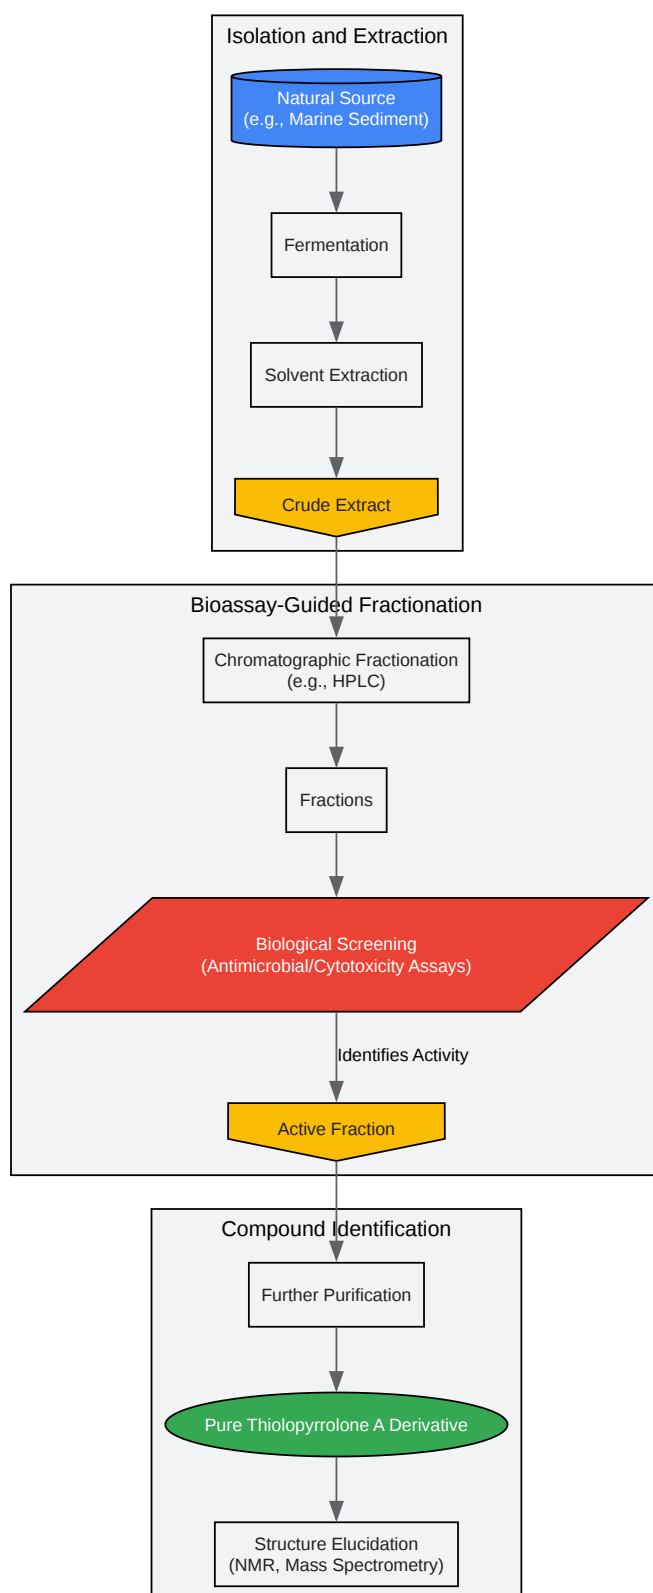 Isolation and Extraction
Natural Source
(e.g., Marine Sediment)
Fermentation
Solvent Extraction
Crude Extract
Bioassay-Guided Fractionation
Chromatographic Fractionation
(e.g., HPLC)
Fractions
Biological Screening
(Antimicrobial/Cytotoxicity Assays)
Identifies Activity
Active Fraction
Compound Identification
Further Purification
Pure Thiolopyrrolone A Derivative
Structure Elucidation
(NMR, Mass Spectrometry)